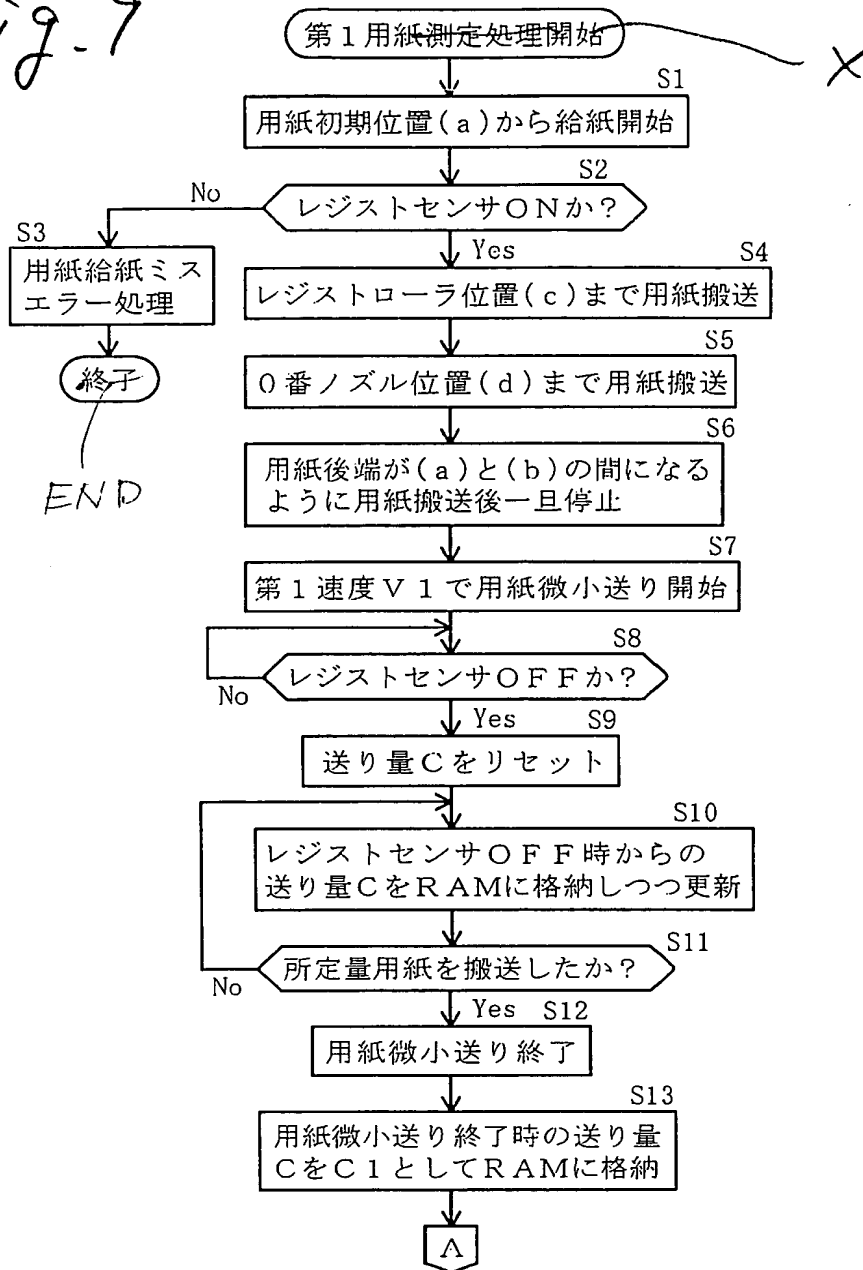 Fig. 7
第1用紙測定処理開始
X
S1
用紙初期位置(a)から給紙開始
S2
レジストセンサONか?
No
Yes
S3
用紙給紙ミス
エラー処理
終了
END
S4
レジストローラ位置(c)まで用紙搬送
S5
0番ノズル位置(d)まで用紙搬送
S6
用紙後端が(a)と(b)の間になる
ように用紙搬送後一旦停止
S7
第1速度V1で用紙微小送り開始
S8
レジストセンサOFFか?
No
Yes
S9
送り量Cをリセット
S10
レジストセンサOFF時からの
送り量CをRAMに格納しつつ更新
S11
所定量用紙を搬送したか?
No
Yes
S12
用紙微小送り終了
S13
用紙微小送り終了時の送り量
CをC1としてRAMに格納
A